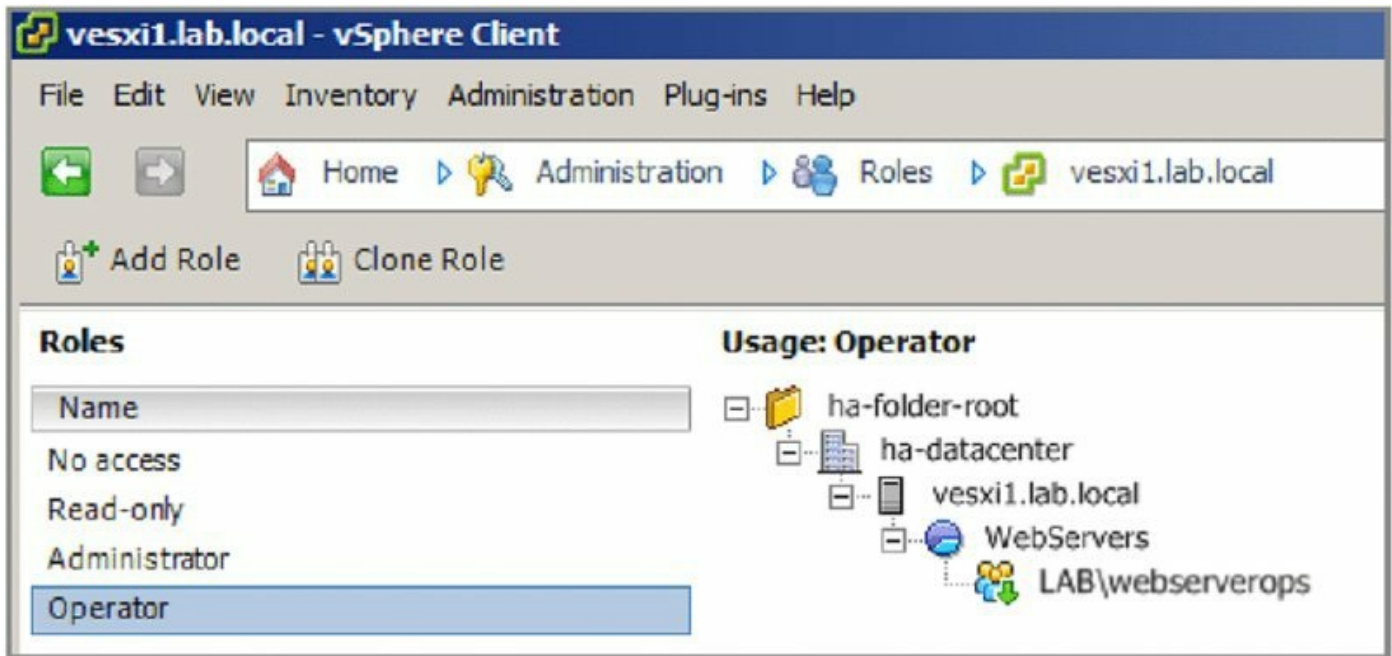 vesxi1.lab.local - vSphere Client
File Edit View Inventory Administration Plug-ins Help
Home Administration Roles vesxi1.lab.local
Add Role Clone Role
Roles
Name
No access
Read-only
Administrator
Operator
Usage: Operator
ha-folder-root
ha-datacenter
vesxi1.lab.local
WebServers
LAB\webserverops